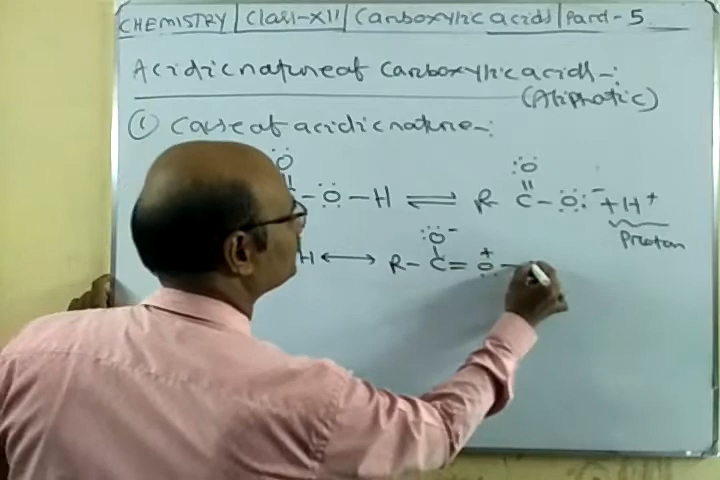 CHEMISTRY | Class-XII | Carboxylic acids | Part-5
Acidic nature of Carboxylic acids-:
(Aliphatic)
① Cause of acidic nature-:
:Ö :Ö
|| ||
- Ö - H ⇌ R C - Ö:⁻ + H⁺
Proton
:Ö:⁻
|
H ⟷ R - C = O⁺ -